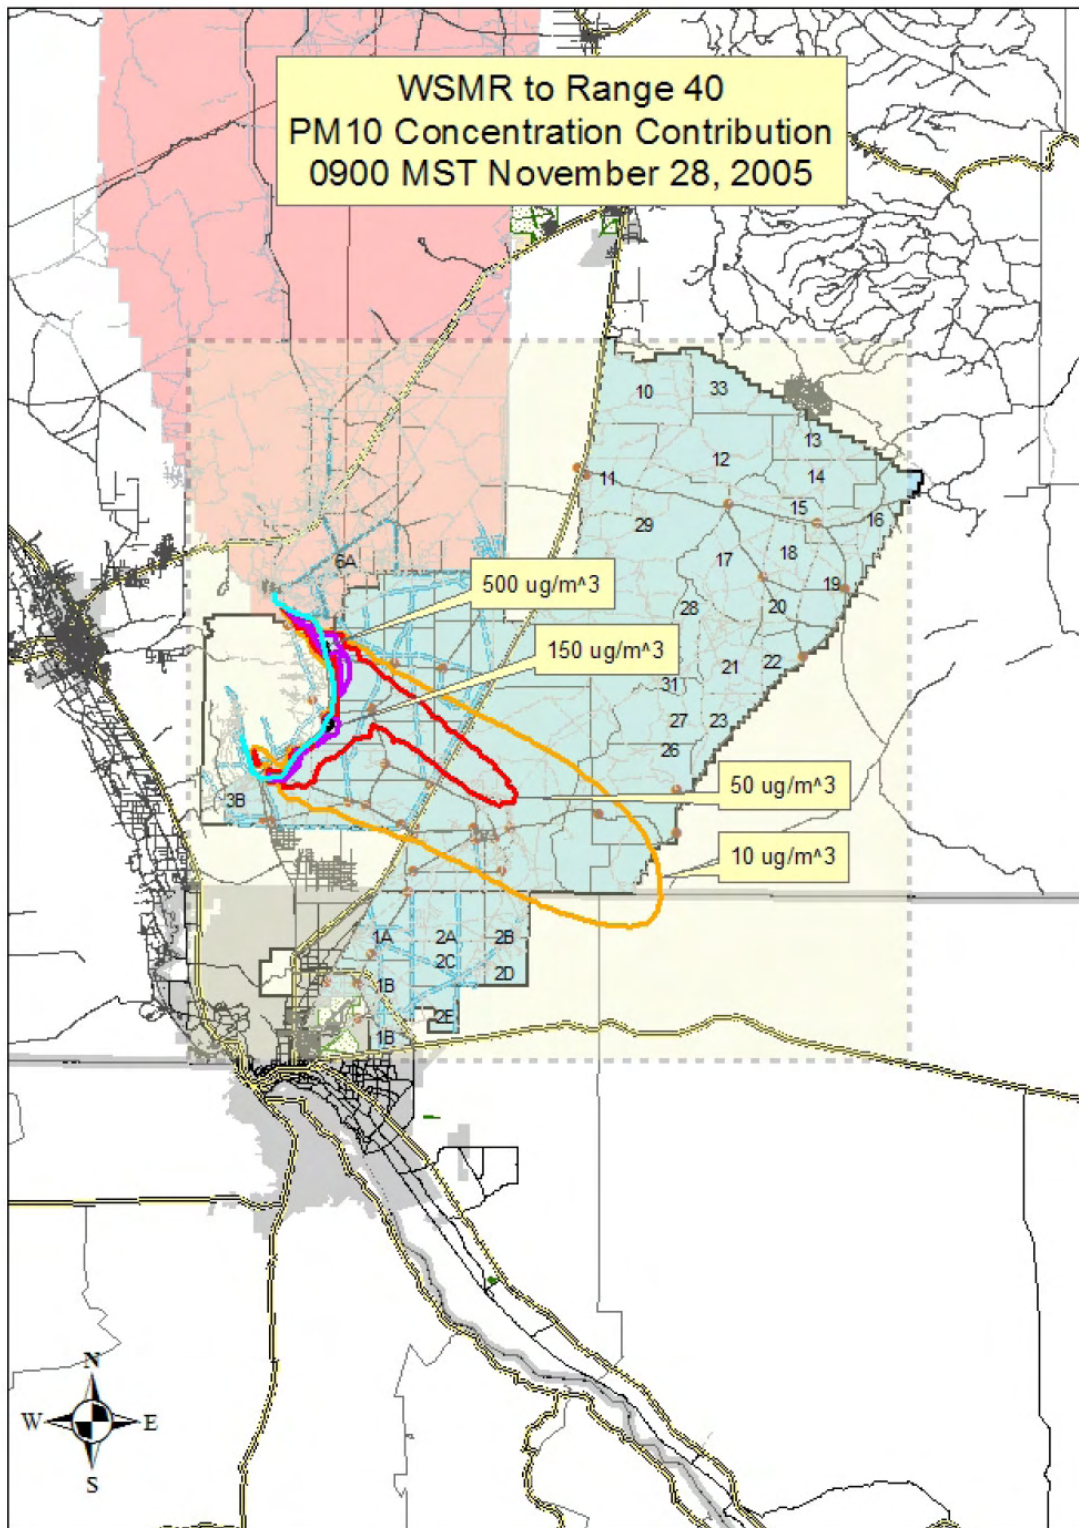 WSMR to Range 40
PM10 Concentration Contribution
0900 MST November 28, 2005
10
33
13
12
14
11
15
16
29
17
18
6A
19
500 ug/m^3
28
20
150 ug/m^3
21
22
31
27
23
26
50 ug/m^3
3B
10 ug/m^3
1A
2A
2B
2C
2D
1B
2E
1B
N
W
E
S